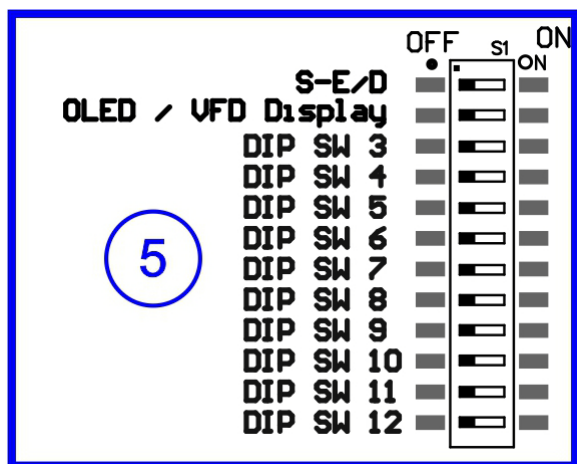 OFF S1 ON
ON
S-E/D
OLED / VFD Display
DIP SW 3
DIP SW 4
DIP SW 5
DIP SW 6
5
DIP SW 7
DIP SW 8
DIP SW 9
DIP SW 10
DIP SW 11
DIP SW 12